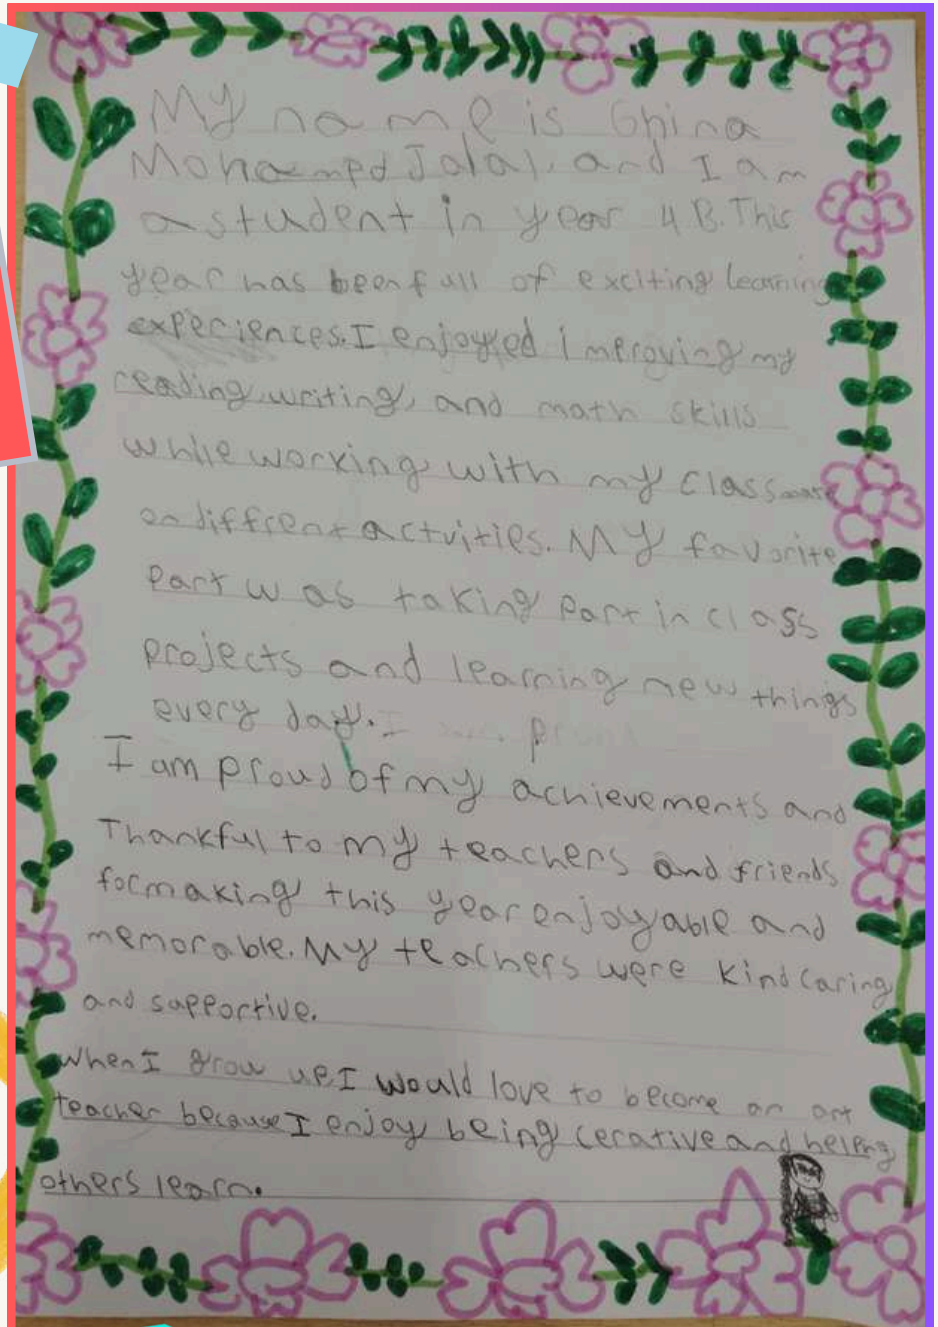 My name is Ghina
Mohaemed Jalal, and I am
a student in year 4B. This
year has been full of exciting learning
experiences. I enjoyed improving my
reading, writing, and math skills
while working with my classmate
on diffrent actvities. My favorite
part was taking part in class
projects and learning new things
every day.
I am proud of my achievements and
Thankful to my teachers and friends
for making this year enjoyable and
memorable. My teachers were kind caring
and supportive.
When I grow up, I would love to become an art
teacher because I enjoy being cerative and helping
others learn.